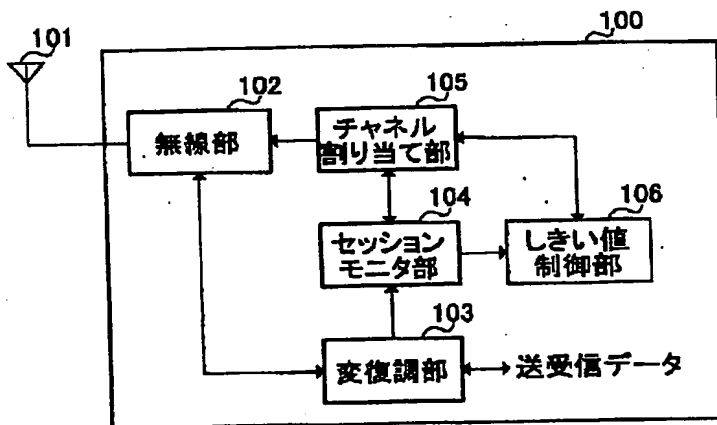 100
101
102
無線部
105
チャネル
割り当て部
104
セッション
モニタ部
106
しきい値
制御部
103
変復調部
送受信データ